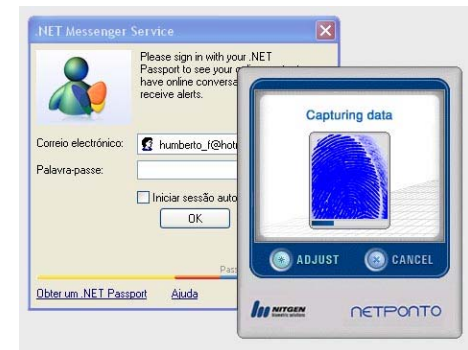 .NET Messenger Service
Please sign in with your .NET
Passport to see your
have online conversa
receive alerts.
Correio electrónico:
humberto_f@hot
Palavra-passe:
Iniciar sessão auto
OK
Pas
Obter um .NET Passport Ajuda
Capturing data
ADJUST CANCEL
NITGEN
NETPONTO